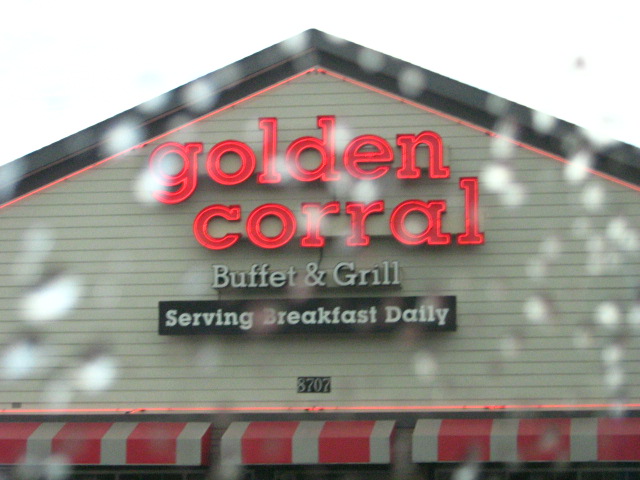 golden
corral
Buffet & Grill
Serving Breakfast Daily
8707